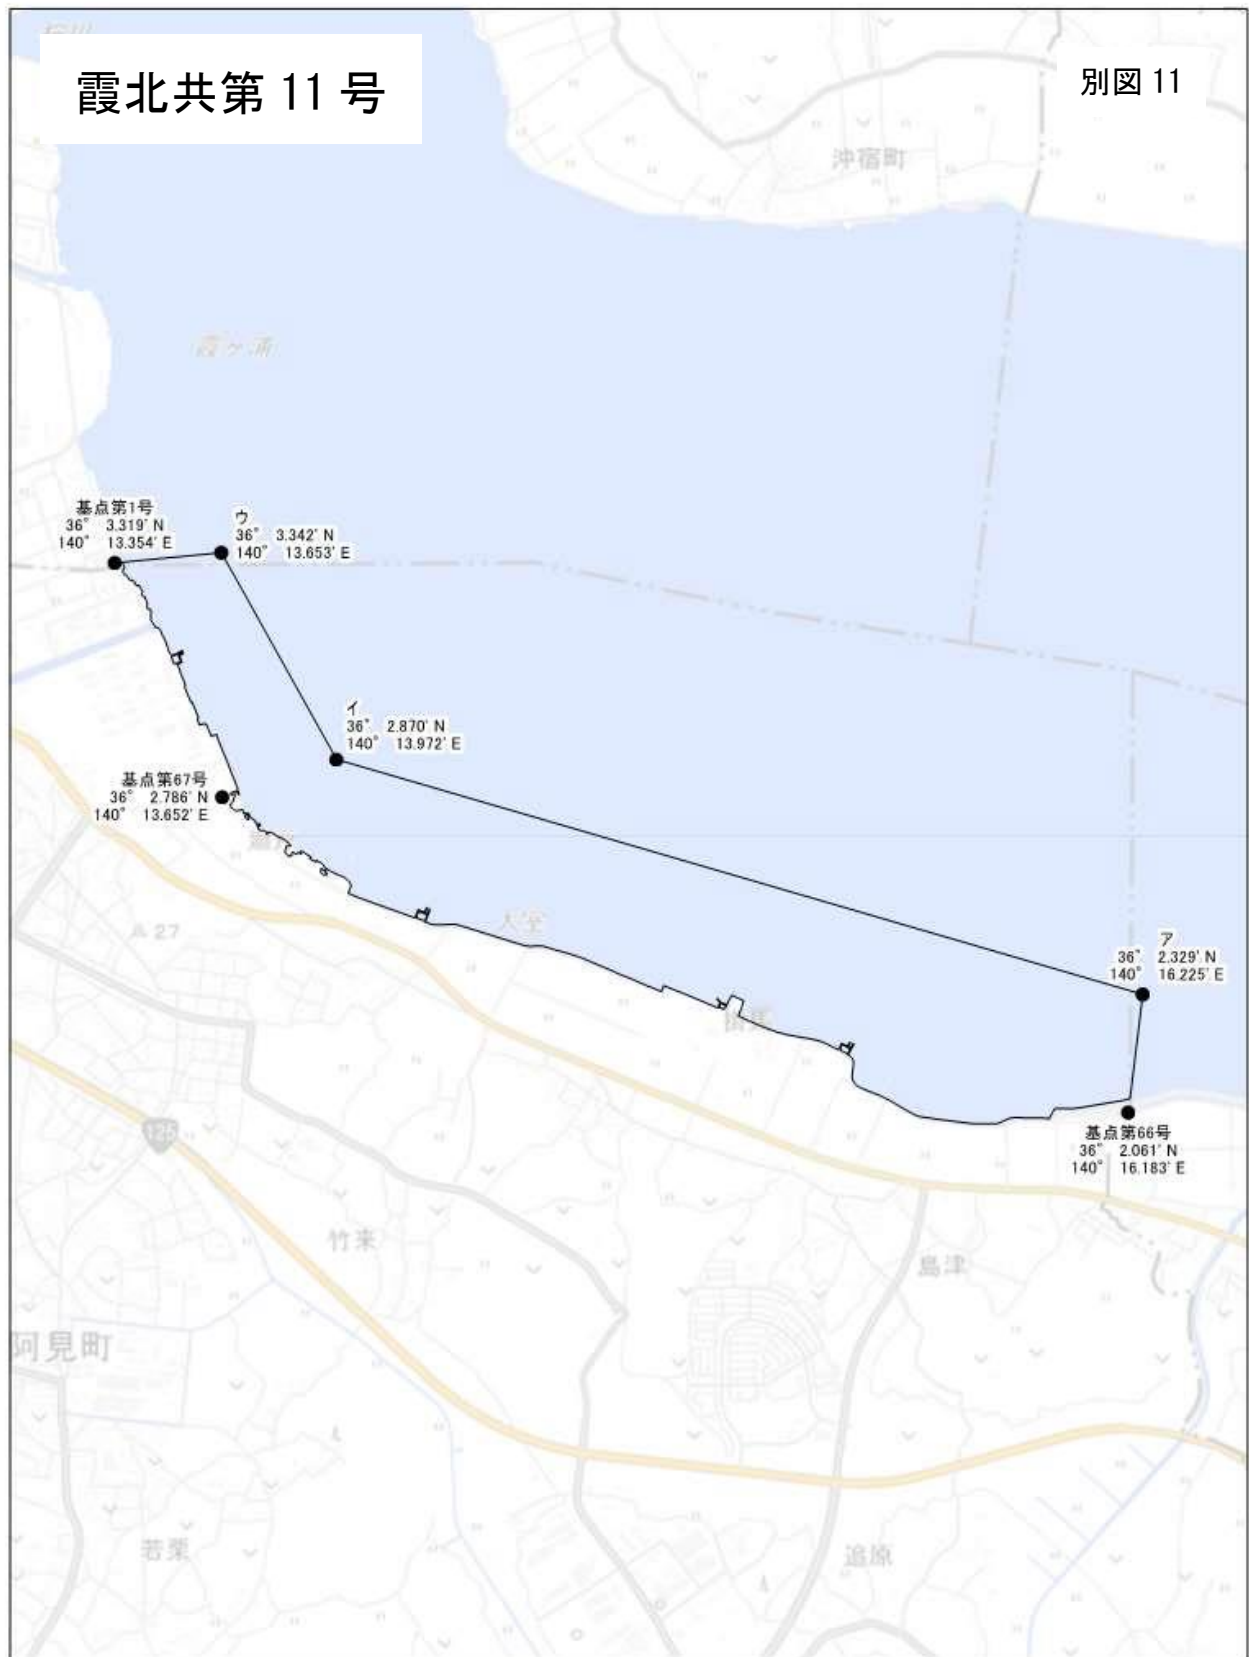 霞北共第 11 号
別図 11
沖宿町
霞ヶ浦
基点第1号
36° 3.319' N
140° 13.354' E
ウ
36° 3.342' N
140° 13.653' E
イ
36° 2.870' N
140° 13.972' E
基点第67号
36° 2.786' N
140° 13.652' E
大室
27
ア
36° 2.329' N
140° 16.225' E
125
基点第66号
36° 2.061' N
140° 16.183' E
竹来
島津
阿見町
若栗
追原